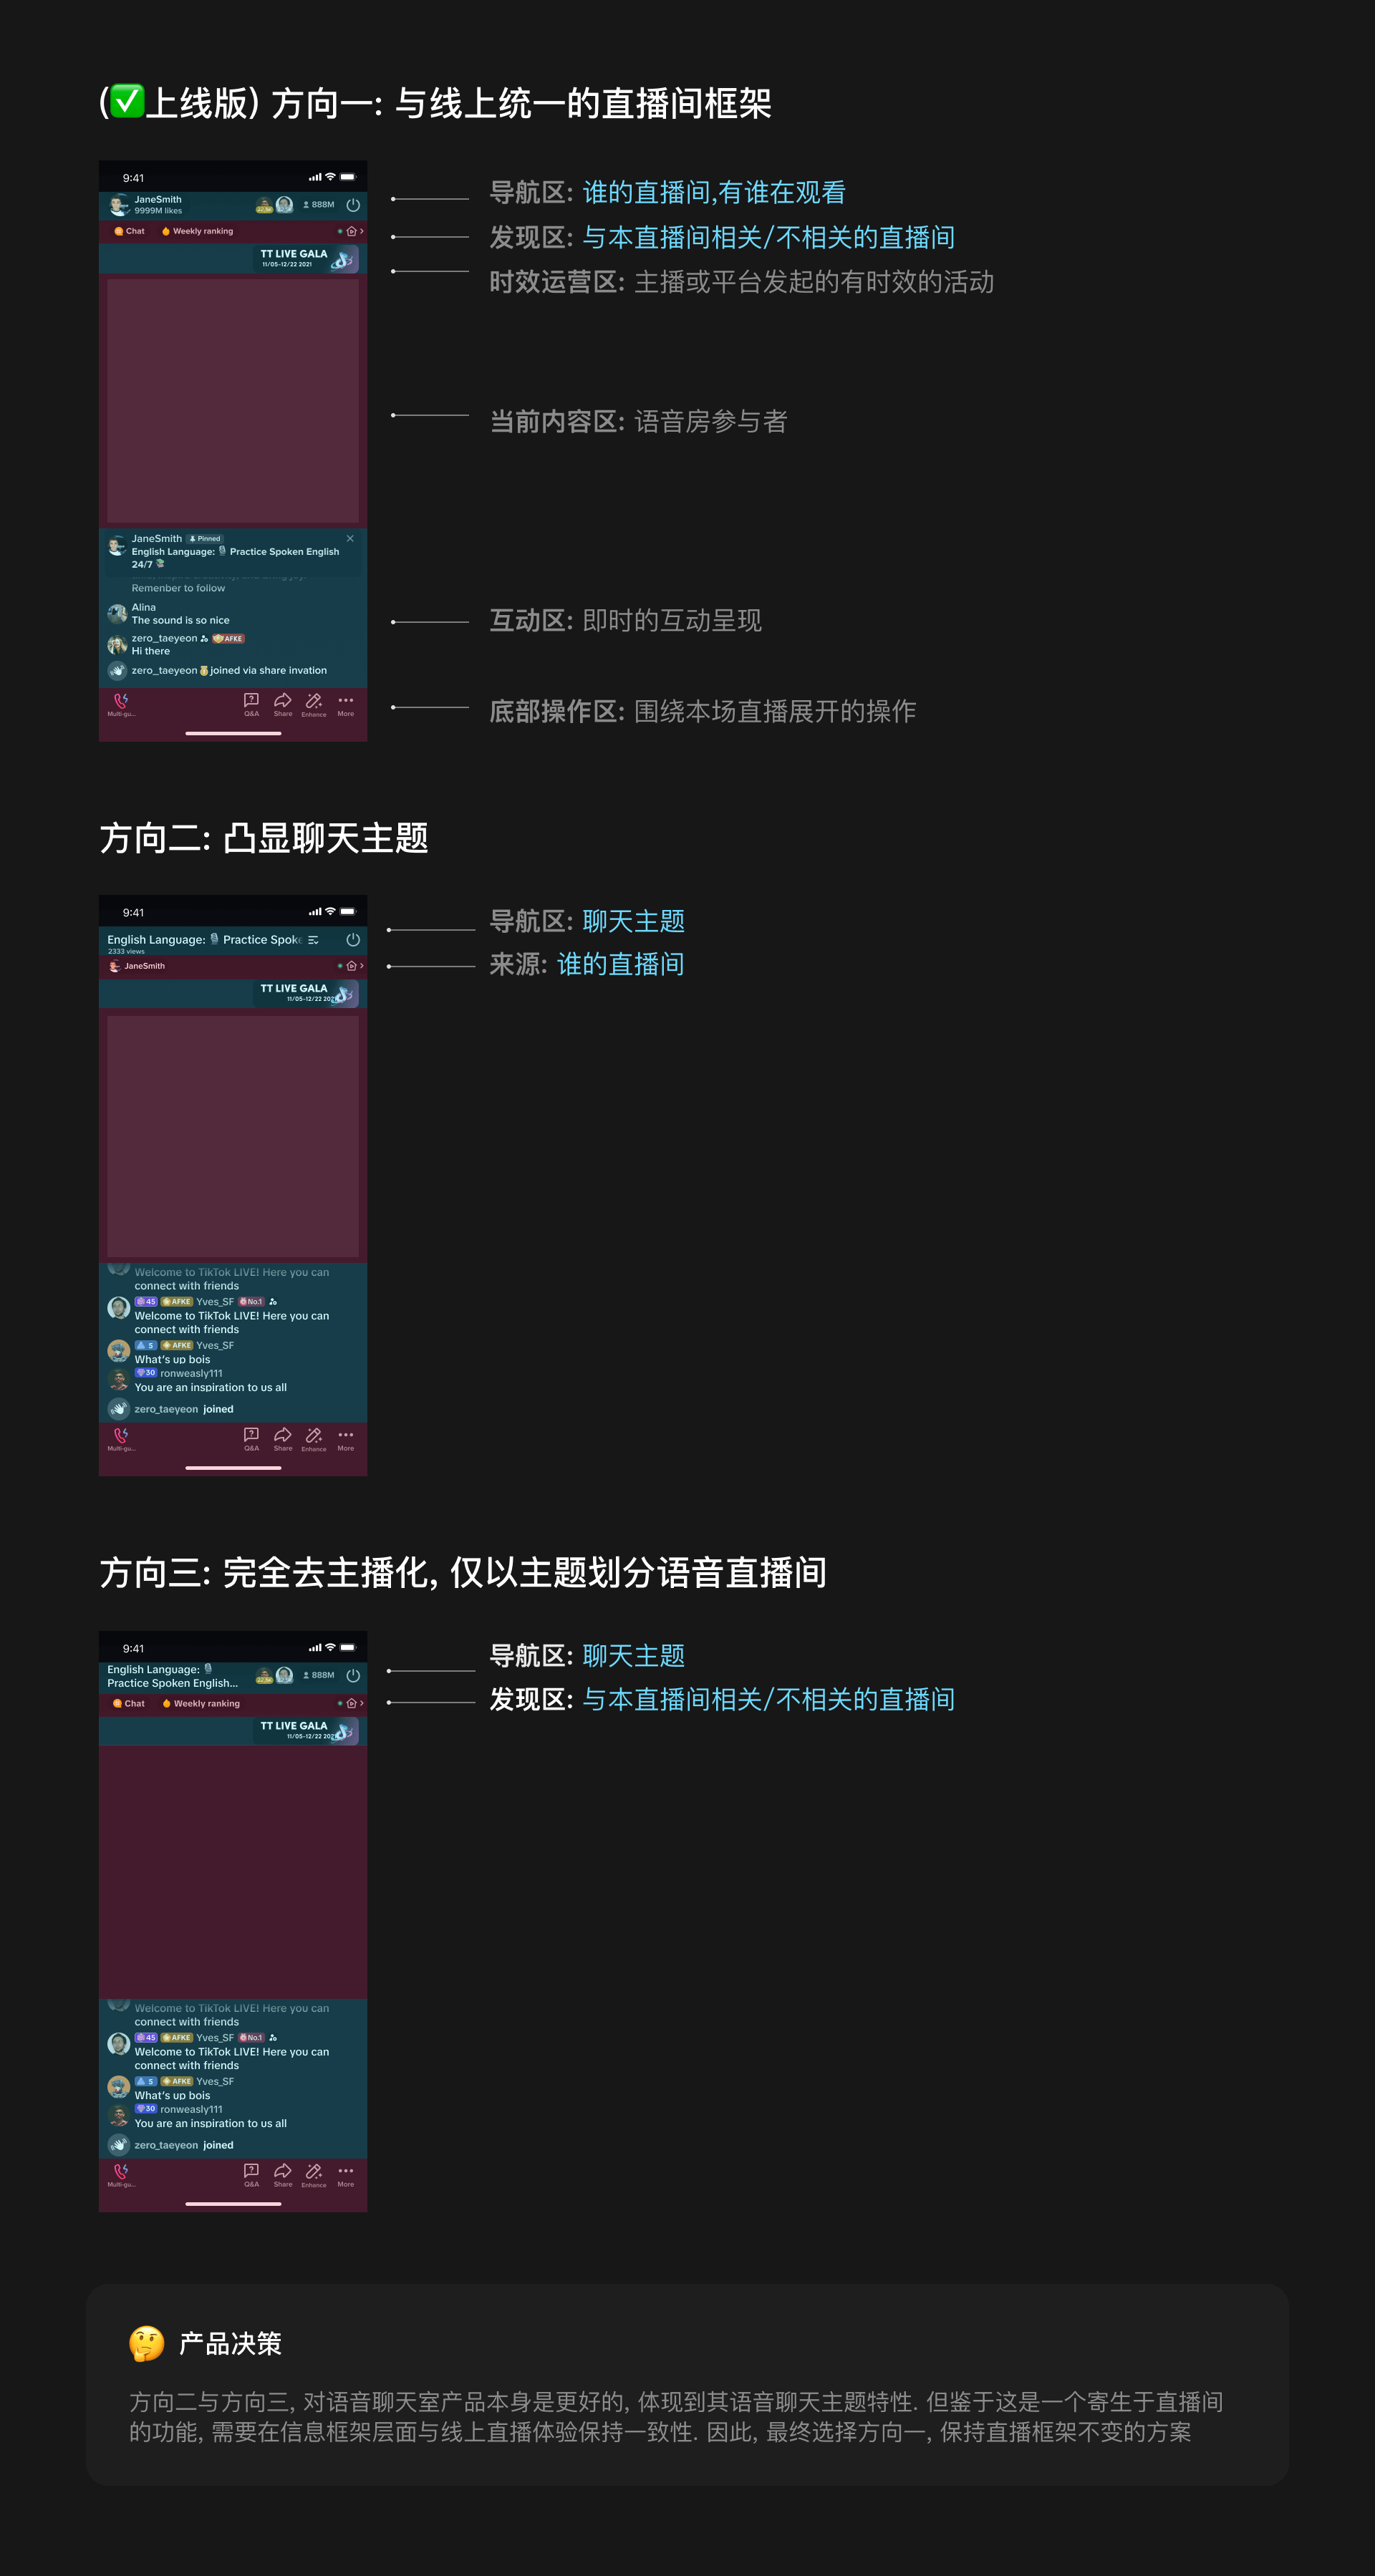 (✅上线版) 方向一: 与线上统一的直播间框架
9:41
JaneSmith
9999M likes
888M
Chat
Weekly ranking
TT LIVE GALA
11/05-12/22 2021
导航区: 谁的直播间,有谁在观看
发现区: 与本直播间相关/不相关的直播间
时效运营区: 主播或平台发起的有时效的活动
当前内容区: 语音房参与者
JaneSmith Pinned
English Language: 🎙 Practice Spoken English
24/7
Remenber to follow
Alina
The sound is so nice
zero_taeyeon AFKE
Hi there
zero_taeyeon🥇joined via share invation
互动区: 即时的互动呈现
Multi-gu...
Q&A
Share
Enhance
More
底部操作区: 围绕本场直播展开的操作
方向二: 凸显聊天主题
9:41
English Language: 🎙 Practice Spoke
2333 views
JaneSmith
TT LIVE GALA
11/05-12/22 202
导航区: 聊天主题
来源: 谁的直播间
Welcome to TikTok LIVE! Here you can
connect with friends
45 AFKE Yves_SF No.1
Welcome to TikTok LIVE! Here you can
connect with friends
5 AFKE Yves_SF
What's up bois
30 ronweasly111
You are an inspiration to us all
zero_taeyeon joined
Multi-gu...
Q&A
Share
Enhance
More
方向三: 完全去主播化, 仅以主题划分语音直播间
9:41
English Language: 🎙
Practice Spoken English...
888M
Chat
Weekly ranking
TT LIVE GALA
11/05-12/22 202
导航区: 聊天主题
发现区: 与本直播间相关/不相关的直播间
Welcome to TikTok LIVE! Here you can
connect with friends
45 AFKE Yves_SF No.1
Welcome to TikTok LIVE! Here you can
connect with friends
5 AFKE Yves_SF
What's up bois
30 ronweasly111
You are an inspiration to us all
zero_taeyeon joined
Multi-gu...
Q&A
Share
Enhance
More
🤔 产品决策
方向二与方向三, 对语音聊天室产品本身是更好的, 体现到其语音聊天主题特性. 但鉴于这是一个寄生于直播间
的功能, 需要在信息框架层面与线上直播体验保持一致性. 因此, 最终选择方向一, 保持直播框架不变的方案